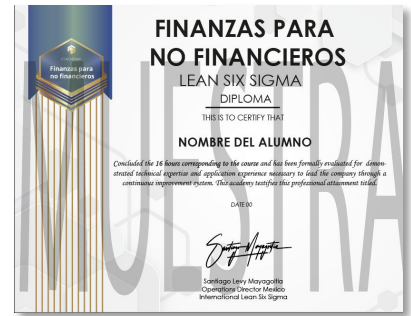 Finanzas para
no financieros
FINANZAS PARA
NO FINANCIEROS
LEAN SIX SIGMA
DIPLOMA
THIS IS TO CERTIFY THAT
NOMBRE DEL ALUMNO
Concluded the 16 hours corresponding to the course and has been formally evaluated for demon-
strated technical expertise and application experience necessary to lead the company through a
continuous improvement system. This academy testifies this professional attainment titled.
DATE 00
Santiago Levy Mayagoitia
Operations Director Mexico
International Lean Six Sigma
MUESTRA